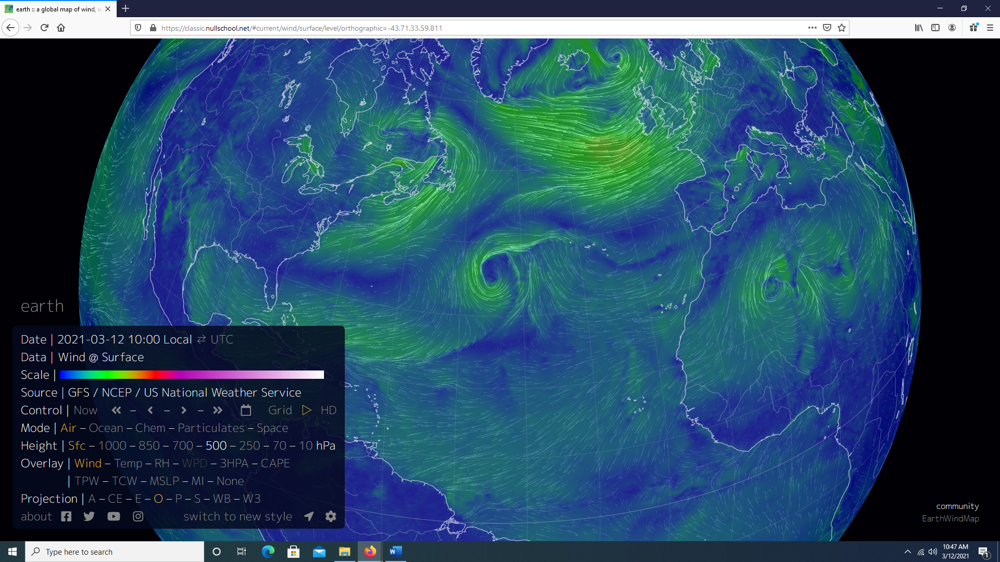 earth :: a global map of wind, w
https://classic.nullschool.net/#current/wind/surface/level/orthographic=-43.71,33.59,811
earth
Date | 2021-03-12 10:00 Local ⇄ UTC
Data | Wind @ Surface
Scale |
Source | GFS / NCEP / US National Weather Service
Control | Now « – ‹ – › – » Grid ▷ HD
Mode | Air – Ocean – Chem – Particulates – Space
Height | Sfc – 1000 – 850 – 700 – 500 – 250 – 70 – 10 hPa
Overlay | Wind – Temp – RH – WPD – 3HPA – CAPE
| TPW – TCW – MSLP – MI – None
Projection | A – CE – E – O – P – S – WB – W3
about switch to new style
community
EarthWindMap
Type here to search
W
10:47 AM
3/12/2021
1